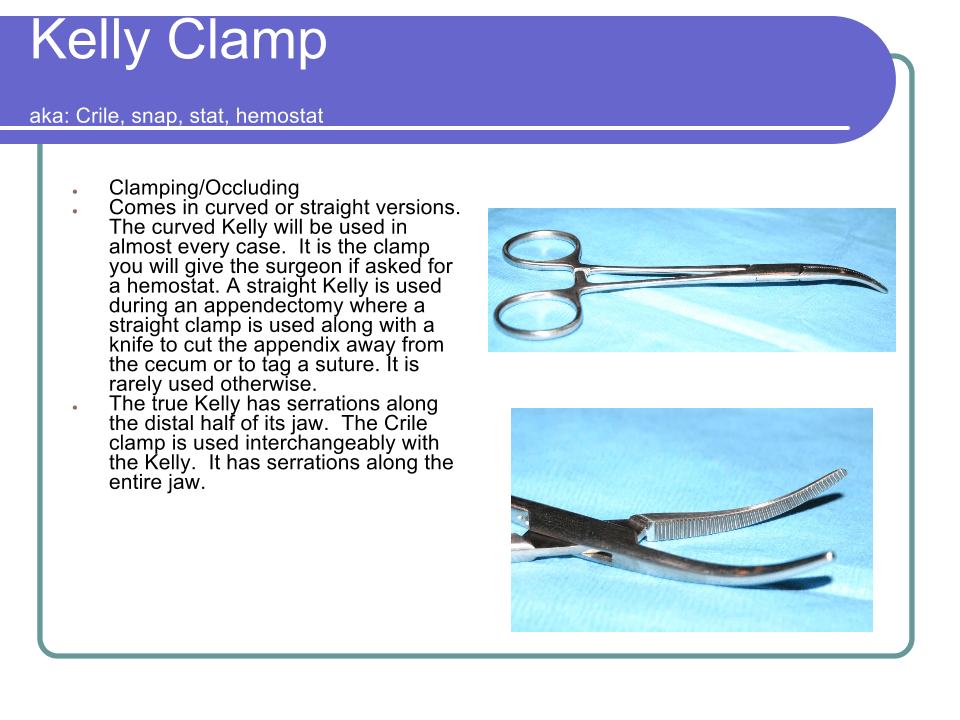 Kelly Clamp
aka: Crile, snap, stat, hemostat
Clamping/Occluding
Comes in curved or straight versions.
The curved Kelly will be used in
almost every case.  It is the clamp
you will give the surgeon if asked for
a hemostat. A straight Kelly is used
during an appendectomy where a
straight clamp is used along with a
knife to cut the appendix away from
the cecum or to tag a suture. It is
rarely used otherwise.
The true Kelly has serrations along
the distal half of its jaw.  The Crile
clamp is used interchangeably with
the Kelly.  It has serrations along the
entire jaw.